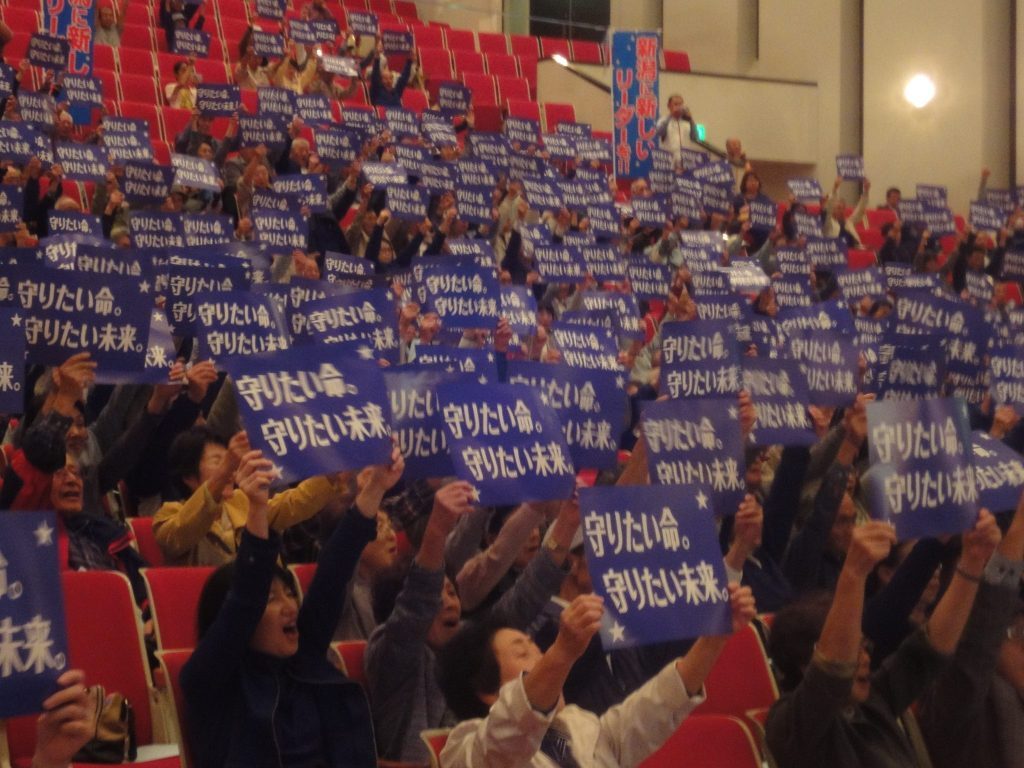 新潟に新しい
リーダーを!!
守りたい命。
守りたい未来。